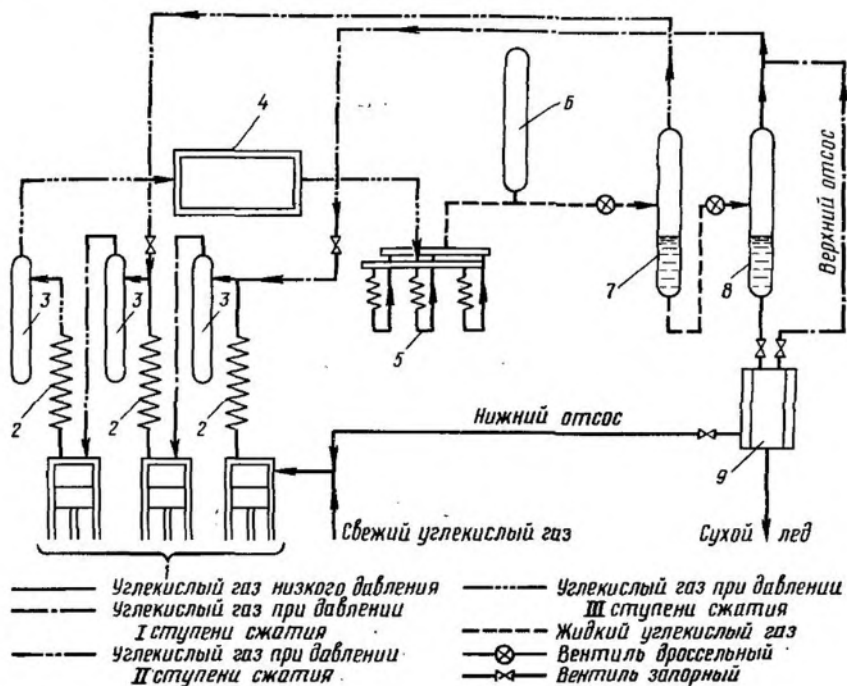 4
6
Верхний отсос
3
3
3
7
8
5
2
2
2
Нижний отсос
9
Свежий углекислый газ
Сухой лед
1
Углекислый газ низкого давления
Углекислый газ при давлении
I ступени сжатия
Углекислый газ при давлении
II ступени сжатия
Углекислый газ при давлении
III ступени сжатия
Жидкий углекислый газ
Вентиль дроссельный
Вентиль запорный